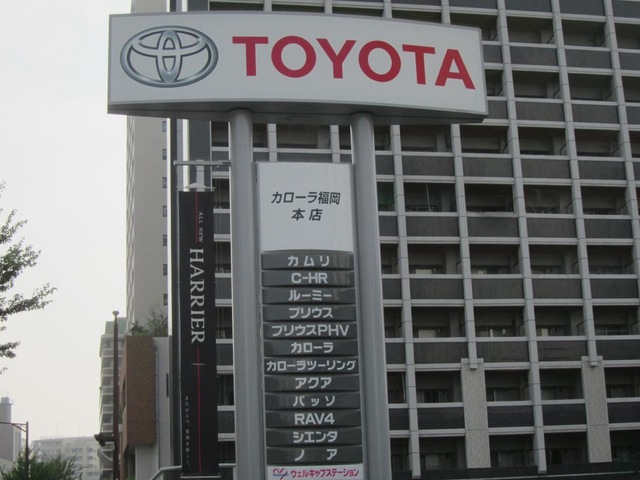 TOYOTA
カローラ福岡
本店
カムリ
C-HR
ルーミー
プリウス
プリウスPHV
カローラ
カローラツーリング
アクア
パッソ
RAV4
シエンタ
ノア
ウェルキャブステーション
ALL NEW
HARRIER